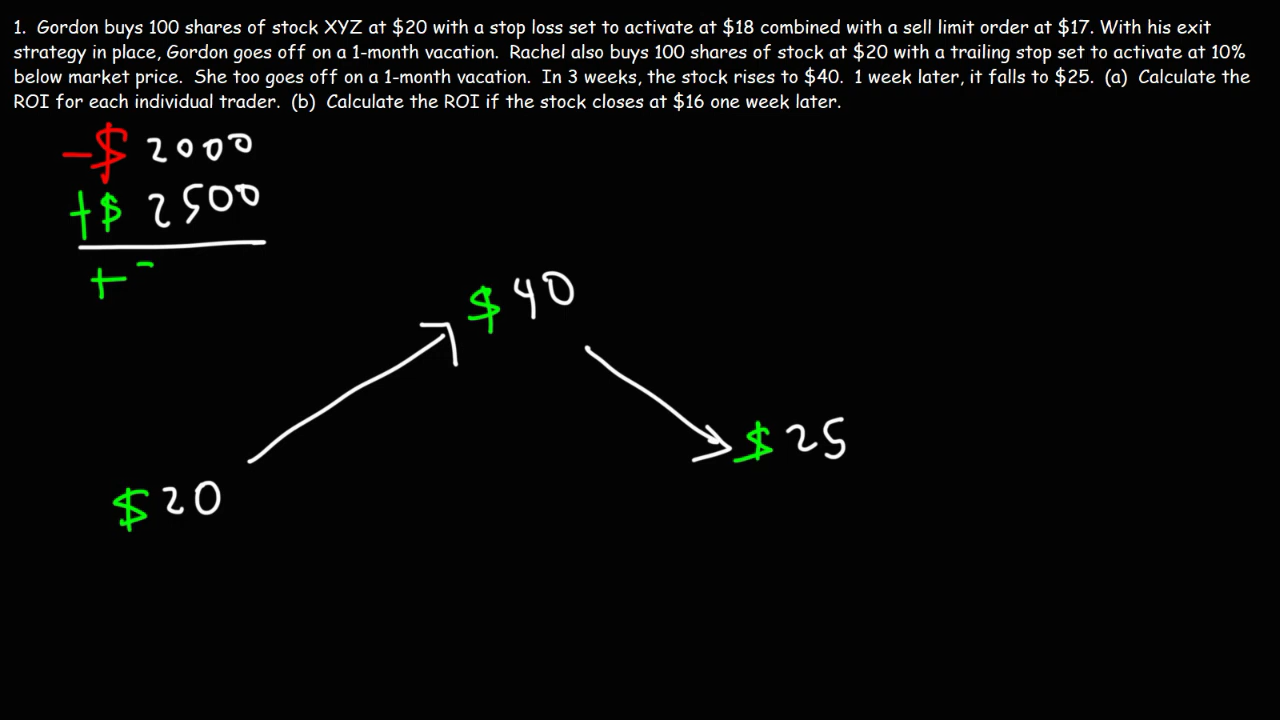 1. Gordon buys 100 shares of stock XYZ at $20 with a stop loss set to activate at $18 combined with a sell limit order at $17. With his exit
strategy in place, Gordon goes off on a 1-month vacation. Rachel also buys 100 shares of stock at $20 with a trailing stop set to activate at 10%
below market price. She too goes off on a 1-month vacation. In 3 weeks, the stock rises to $40. 1 week later, it falls to $25. (a) Calculate the
ROI for each individual trader. (b) Calculate the ROI if the stock closes at $16 one week later.
-$ 2000
+$ 2500
+ -
$40
$25
$20